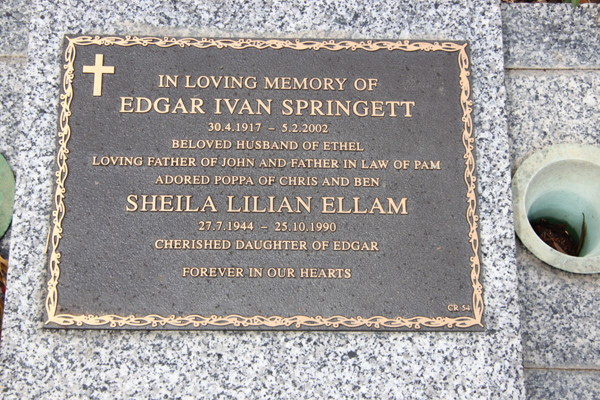 IN LOVING MEMORY OF
EDGAR IVAN SPRINGETT
30.4.1917 – 5.2.2002
BELOVED HUSBAND OF ETHEL
LOVING FATHER OF JOHN AND FATHER IN LAW OF PAM
ADORED POPPA OF CHRIS AND BEN
SHEILA LILIAN ELLAM
27.7.1944 – 25.10.1990
CHERISHED DAUGHTER OF EDGAR
FOREVER IN OUR HEARTS
CR 54